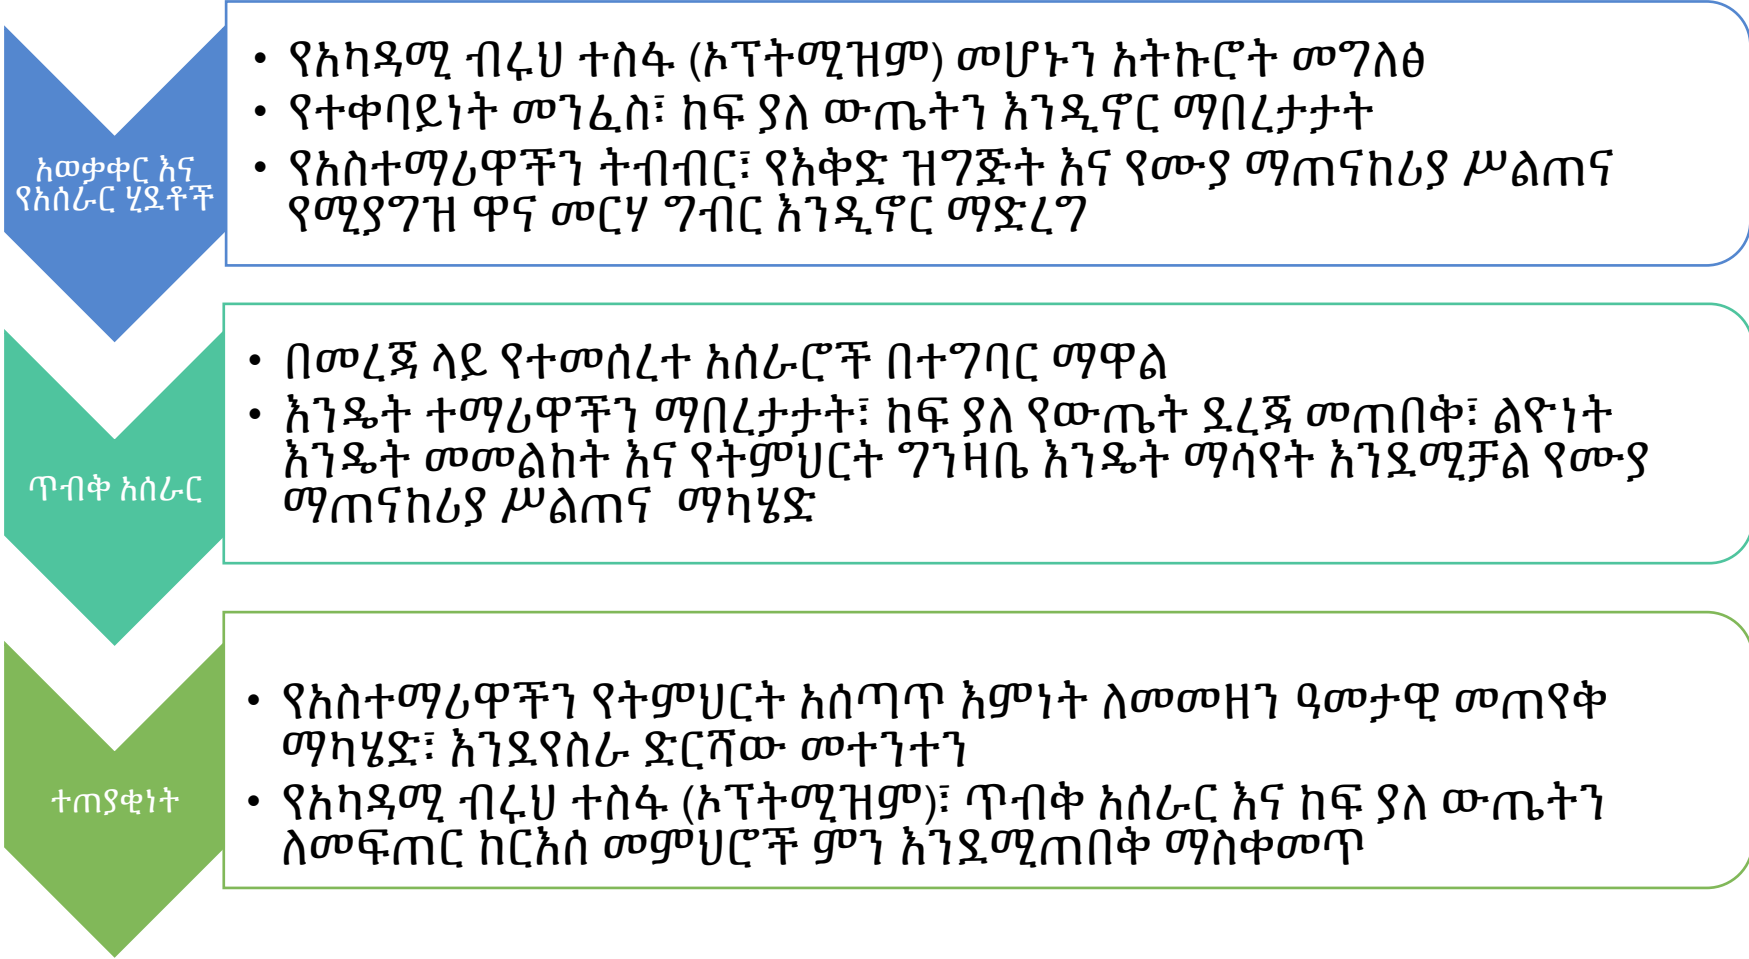 አወቃቀር እና
የአሰራር ሂደቶች
• የአካዳሚ ብሩህ ተስፋ (ኦፕትሚዝም) መሆኑን አትኩሮት መግለፅ
• የተቀባይነት መንፈስ፣ ከፍ ያለ ውጤትን እንዲኖር ማበረታታት
• የአስተማሪዋችን ትብብር፣ የእቅድ ዝግጅት እና የሙያ ማጠናከሪያ ሥልጠና
የሚያግዝ ዋና መርሃ ግብር እንዲኖር ማድረግ
ጥብቅ አሰራር
• በመረጃ ላይ የተመሰረተ አሰራሮች በተግባር ማዋል
• እንዴት ተማሪዋችን ማበረታታት፣ ከፍ ያለ የውጤት ደረጃ መጠበቅ፣ ልዮነት
እንዴት መመልከት እና የትምህርት ግንዛቤ እንዴት ማሳየት እንደሚቻል የሙያ
ማጠናከሪያ ሥልጠና ማካሄድ
ተጠያቂነት
• የአስተማሪዋችን የትምህርት አሰጣጥ እምነት ለመመዘን ዓመታዊ መጠየቅ
ማካሄድ፣ እንደየስራ ድርሻው መተንተን
• የአካዳሚ ብሩህ ተስፋ (ኦፕትሚዝም)፣ ጥብቅ አሰራር እና ከፍ ያለ ውጤትን
ለመፍጠር ከርእሰ መምህሮች ምን እንደሚጠበቅ ማስቀመጥ